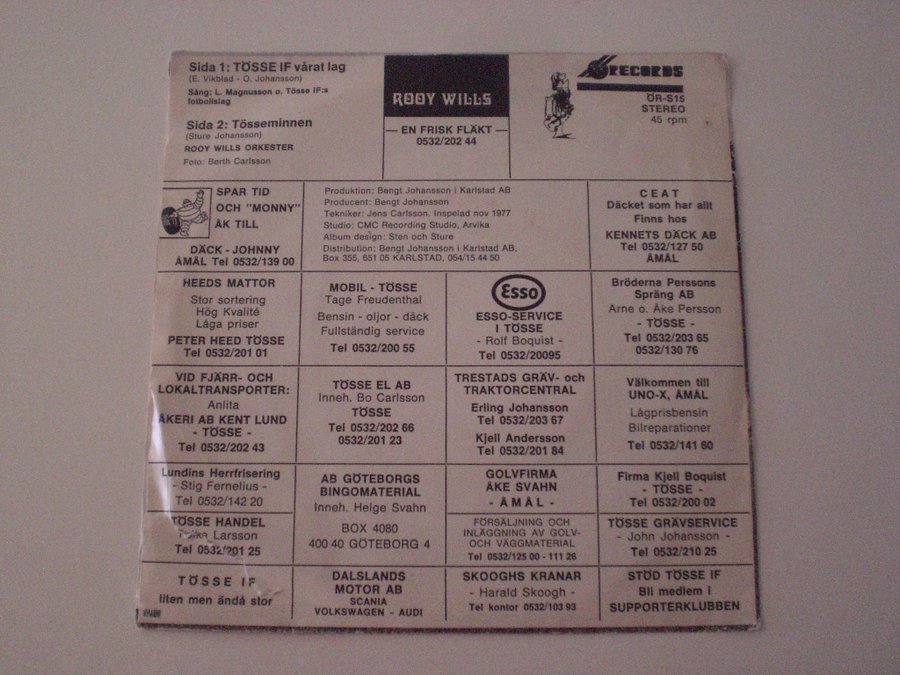 Sida 1: TÖSSE IF vårat lag
(E. Vikblad - O. Johansson)
Sång: L. Magnusson o. Tösse IF:s
fotbollslag
Sida 2: Tösseminnen
(Sture Johansson)
ROOY WILLS ORKESTER
Foto: Berth Carlsson
ROOY WILLS
— EN FRISK FLÄKT —
0532/202 44
RECORDS
ÖR-S15
STEREO
45 rpm
SPAR TID
OCH "MONNY"
ÅK TILL
DÄCK - JOHNNY
ÅMÅL Tel 0532/139 00
Produktion: Bengt Johansson i Karlstad AB
Producent: Bengt Johansson
Tekniker: Jens Carlsson. Inspelad nov 1977
Studio: CMC Recording Studio, Arvika
Album design: Sten och Sture
Distribution: Bengt Johansson i Karlstad AB,
Box 355, 651 05 KARLSTAD, 054/15 44 50
CEAT
Däcket som har allt
Finns hos
KENNETS DÄCK AB
Tel 0532/127 50
ÅMÅL
HEEDS MATTOR
Stor sortering
Hög Kvalité
Låga priser
PETER HEED TÖSSE
Tel 0532/201 01
MOBIL - TÖSSE
Tage Freudenthal
Bensin - oljor - däck
Fullständig service
Tel 0532/200 55
Esso
ESSO-SERVICE
I TÖSSE
- Rolf Boquist -
Tel 0532/20095
Bröderna Perssons
Spräng AB
Arne o. Åke Persson
- TÖSSE -
Tel 0532/203 65
0532/130 76
VID FJÄRR- OCH
LOKALTRANSPORTER:
Anlita
ÅKERI AB KENT LUND
- TÖSSE -
Tel 0532/202 43
TÖSSE EL AB
Inneh. Bo Carlsson
TÖSSE
Tel 0532/202 66
0532/201 23
TRESTADS GRÄV- och
TRAKTORCENTRAL
Erling Johansson
Tel 0532/203 67
Kjell Andersson
Tel 0532/201 84
Välkommen till
UNO-X, ÅMÅL
Lågprisbensin
Bilreparationer
Tel 0532/141 60
Lundins Herrfrisering
- Stig Fernelius -
Tel 0532/142 20
AB GÖTEBORGS
BINGOMATERIAL
Inneh. Helge Svahn
BOX 4080
400 40 GÖTEBORG 4
GOLVFIRMA
ÅKE SVAHN
- ÅMÅL -
FÖRSÄLJNING OCH
INLÄGGNING AV GOLV-
OCH VÄGGMATERIAL
Tel 0532/125 00 - 111 26
Firma Kjell Boquist
- TÖSSE -
Tel 0532/200 02
TÖSSE HANDEL
Larsson
Tel 0532/201 25
TÖSSE GRÄVSERVICE
- John Johansson -
Tel 0532/210 25
TÖSSE IF
liten men ändå stor
DALSLANDS
MOTOR AB
SCANIA
VOLKSWAGEN - AUDI
SKOOGHS KRANAR
- Harald Skoogh -
Tel kontor 0532/103 93
STÖD TÖSSE IF
Bli medlem i
SUPPORTERKLUBBEN